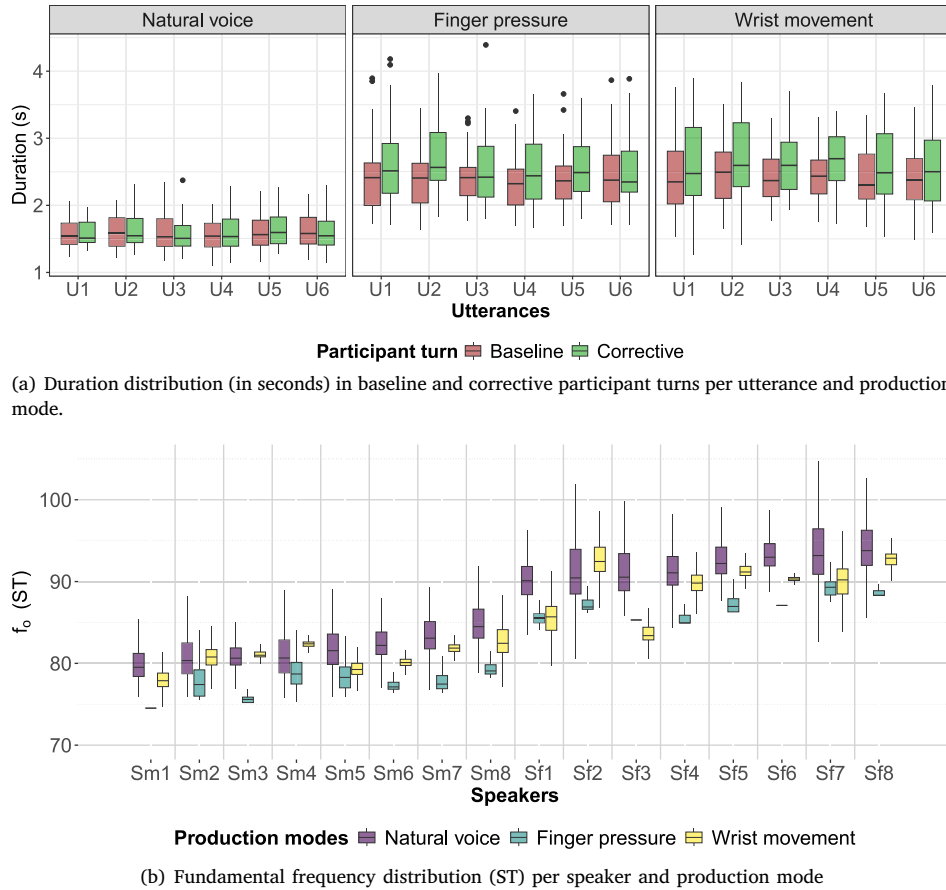 Natural voice Finger pressure Wrist movement
4
3
2
1
Duration (s)
U1 U2 U3 U4 U5 U6 U1 U2 U3 U4 U5 U6 U1 U2 U3 U4 U5 U6
Utterances
Participant turn Baseline Corrective
(a) Duration distribution (in seconds) in baseline and corrective participant turns per utterance and production
mode.
100
90
80
70
fo (ST)
Sm1 Sm2 Sm3 Sm4 Sm5 Sm6 Sm7 Sm8 Sf1 Sf2 Sf3 Sf4 Sf5 Sf6 Sf7 Sf8
Speakers
Production modes Natural voice Finger pressure Wrist movement
(b) Fundamental frequency distribution (ST) per speaker and production mode